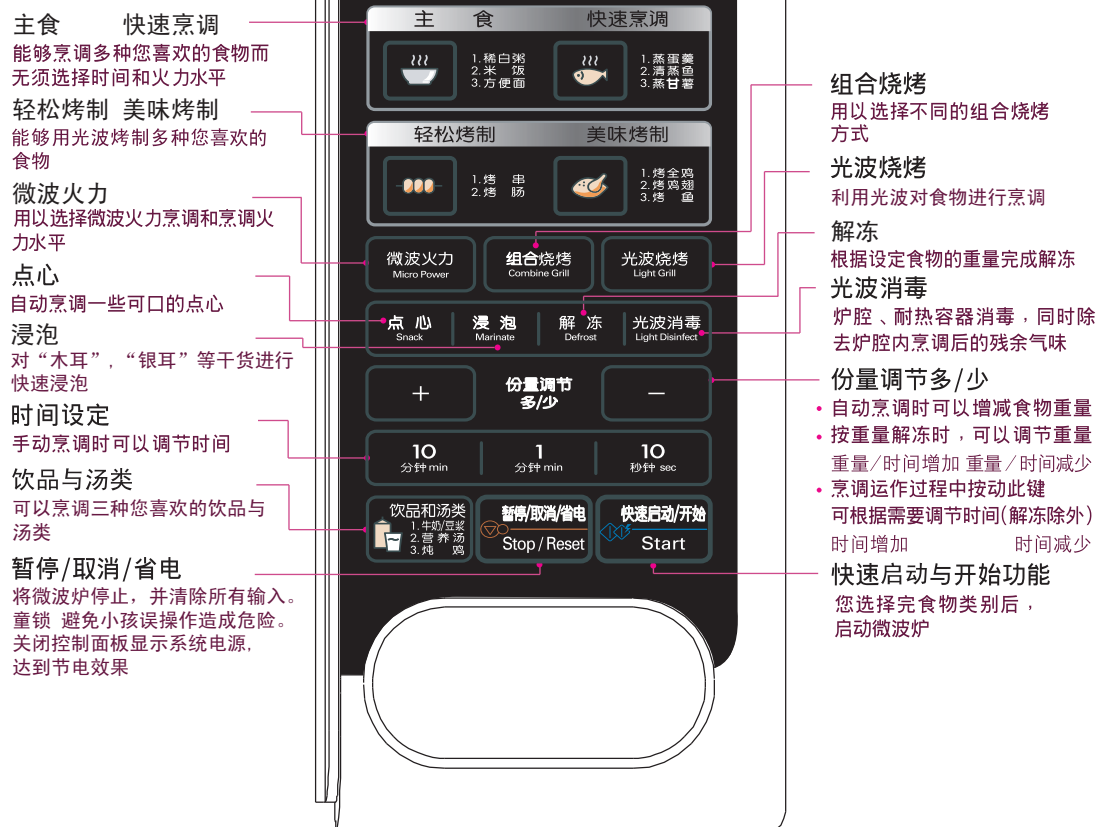 主食 快速烹调
能够烹调多种您喜欢的食物而
无须选择时间和火力水平
轻松烤制 美味烤制
能够用光波烤制多种您喜欢的
食物
微波火力
用以选择微波火力烹调和烹调火
力水平
点心
自动烹调一些可口的点心
浸泡
对“木耳”，“银耳”等干货进行
快速浸泡
时间设定
手动烹调时可以调节时间
饮品与汤类
可以烹调三种您喜欢的饮品与
汤类
暂停/取消/省电
将微波炉停止，并清除所有输入。
童锁 避免小孩误操作造成危险。
关闭控制面板显示系统电源,
达到节电效果
主 食 快速烹调
1.稀白粥
2.米 饭
3.方便面
1.蒸蛋羹
2.清蒸鱼
3.蒸甘薯
轻松烤制 美味烤制
1.烤 串
2.烤 肠
1.烤全鸡
2.烤鸡翅
3.烤 鱼
微波火力
Micro Power
组合烧烤
Combine Grill
光波烧烤
Light Grill
点 心
Snack
浸 泡
Marinate
解 冻
Defrost
光波消毒
Light Disinfect
+
份量调节
多/少
—
10
分钟 min
1
分钟 min
10
秒钟 sec
饮品和汤类
1.牛奶/豆浆
2.营养汤
3.炖 鸡
暂停/取消/省电
Stop / Reset
快速启动/开始
Start
组合烧烤
用以选择不同的组合烧烤
方式
光波烧烤
利用光波对食物进行烹调
解冻
根据设定食物的重量完成解冻
光波消毒
炉腔、耐热容器消毒，同时除
去炉腔内烹调后的残余气味
份量调节多/少
• 自动烹调时可以增减食物重量
• 按重量解冻时，可以调节重量
重量/时间增加 重量/时间减少
• 烹调运作过程中按动此键
可根据需要调节时间(解冻除外)
时间增加 时间减少
快速启动与开始功能
您选择完食物类别后，
启动微波炉